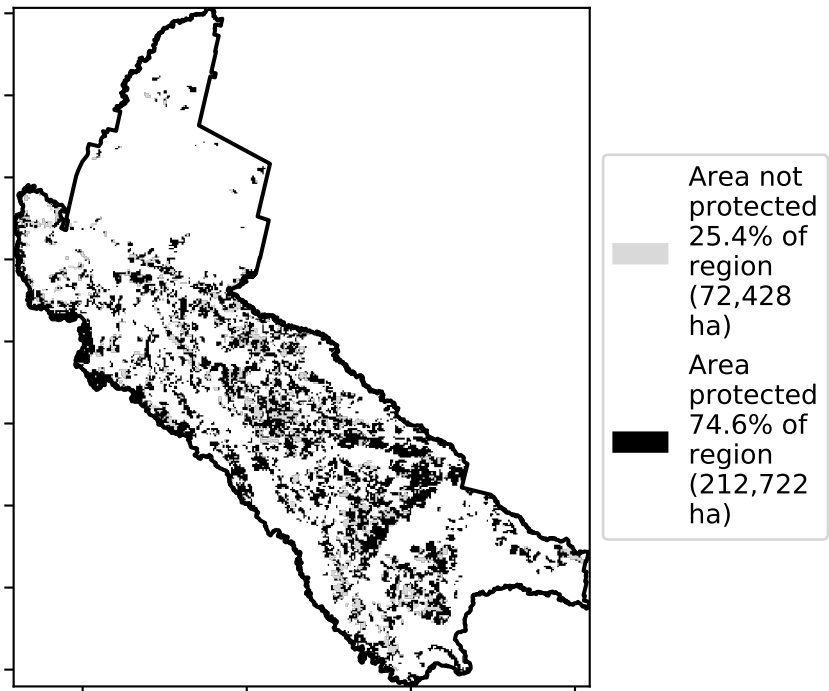 Area not
protected
25.4% of
region
(72,428
ha)
Area
protected
74.6% of
region
(212,722
ha)